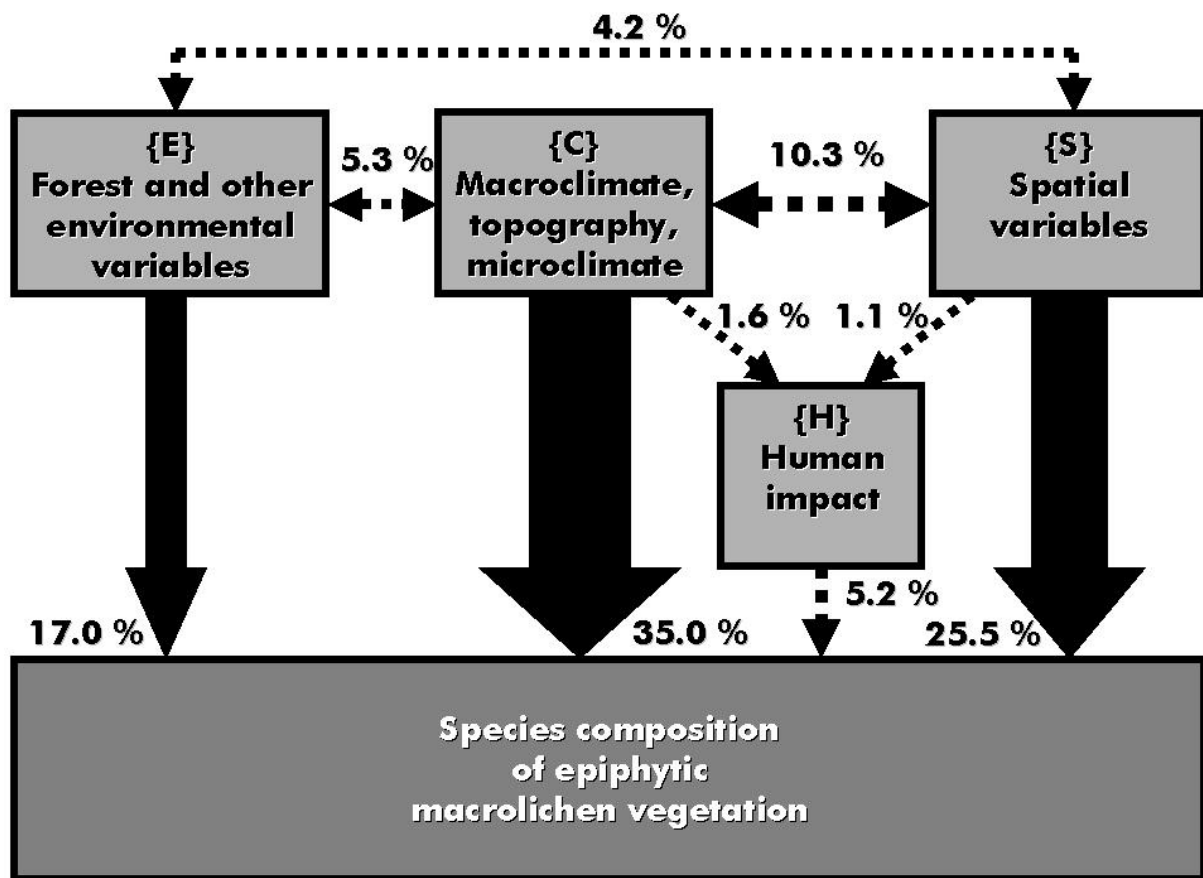 4.2 %
{E}
Forest and other
environmental
variables
5.3 %
{C}
Macroclimate,
topography,
microclimate
10.3 %
{S}
Spatial
variables
1.6 %
1.1 %
{H}
Human
impact
17.0 %
35.0 %
5.2 %
25.5 %
Species composition
of epiphytic
macrolichen vegetation